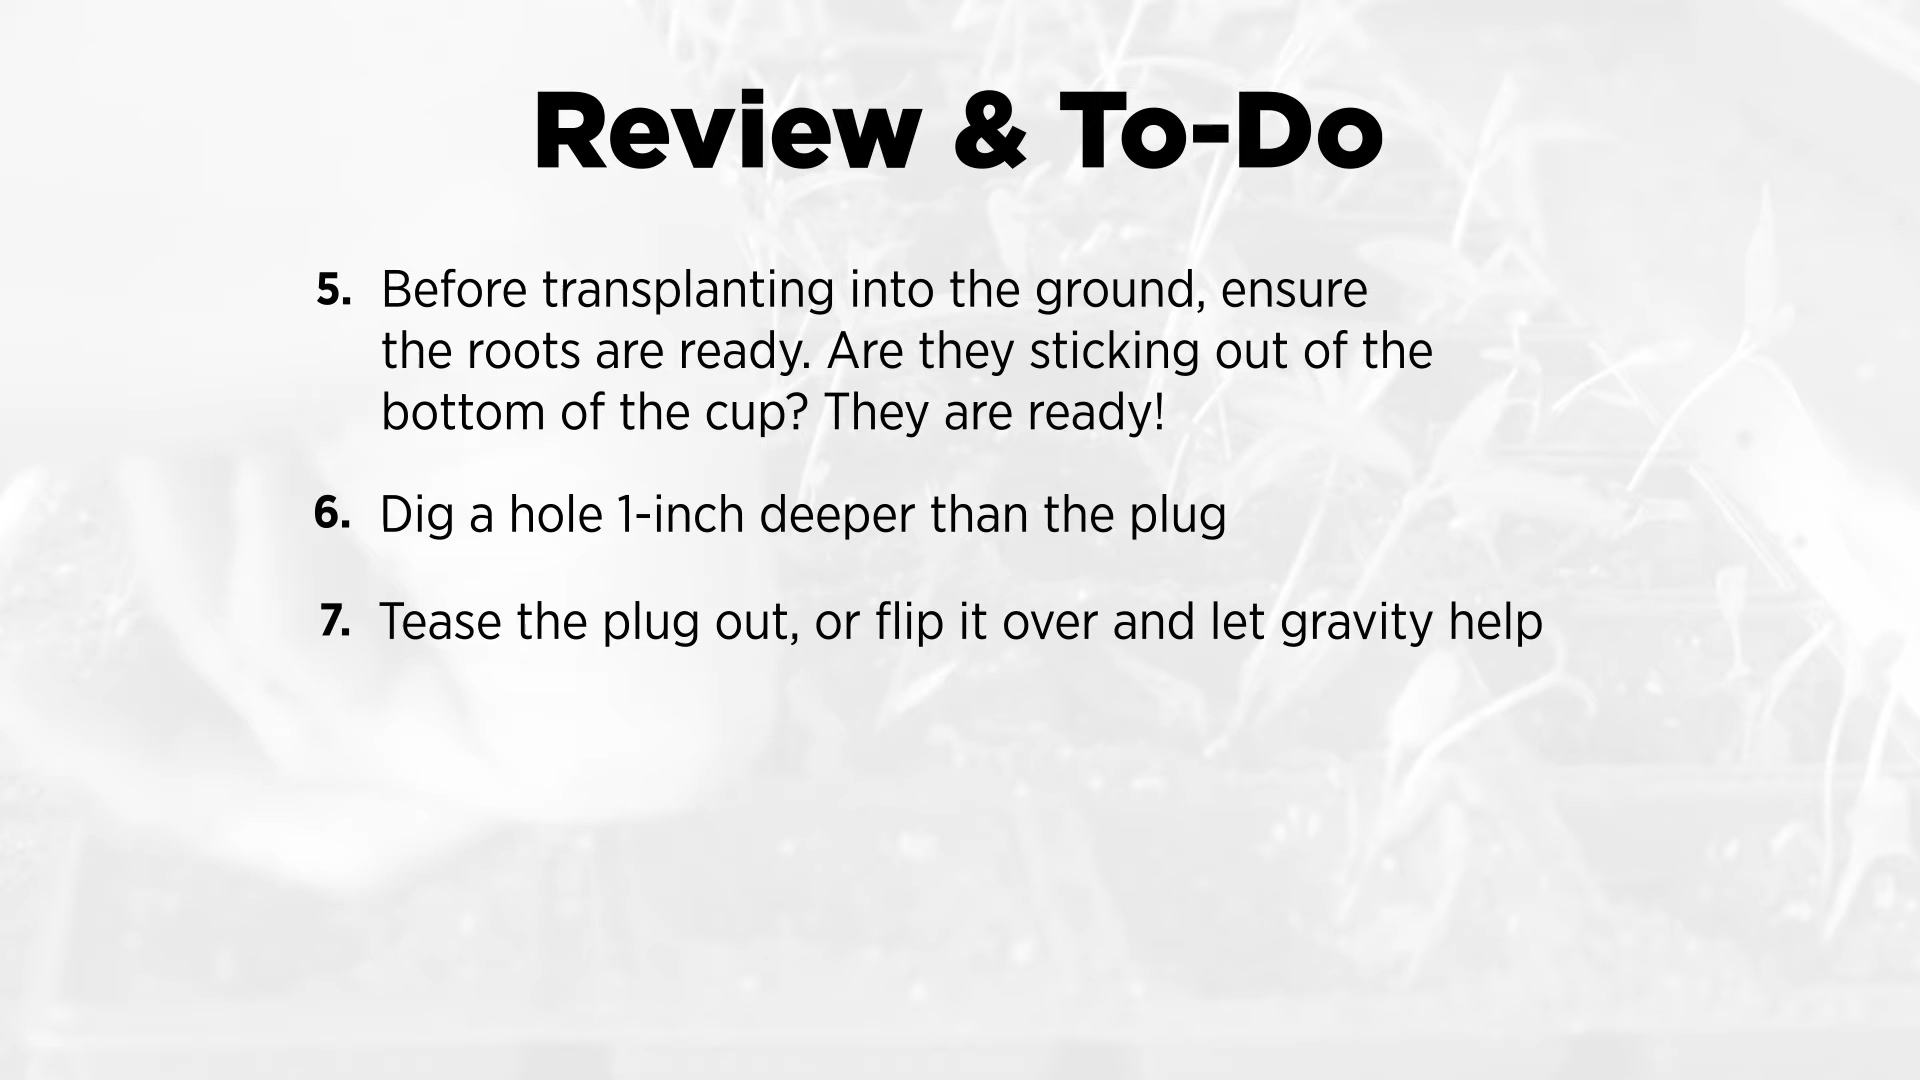 Review & To-Do
5. Before transplanting into the ground, ensure
the roots are ready. Are they sticking out of the
bottom of the cup? They are ready!
6. Dig a hole 1-inch deeper than the plug
7. Tease the plug out, or flip it over and let gravity help